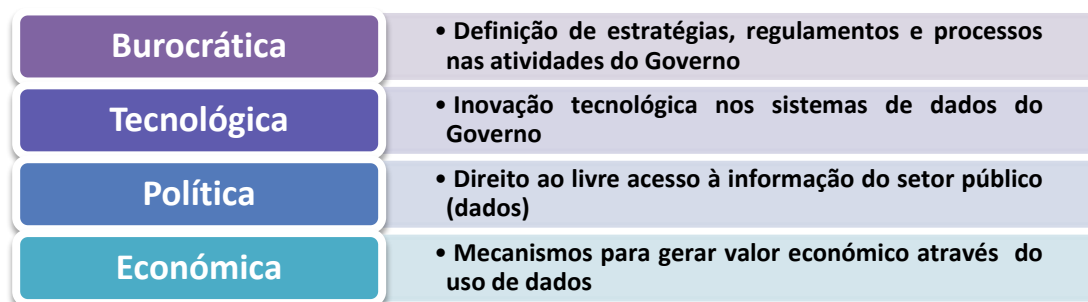 Burocrática
• Definição de estratégias, regulamentos e processos
nas atividades do Governo
Tecnológica
• Inovação tecnológica nos sistemas de dados do
Governo
Política
• Direito ao livre acesso à informação do setor público
(dados)
Económica
• Mecanismos para gerar valor económico através do
uso de dados